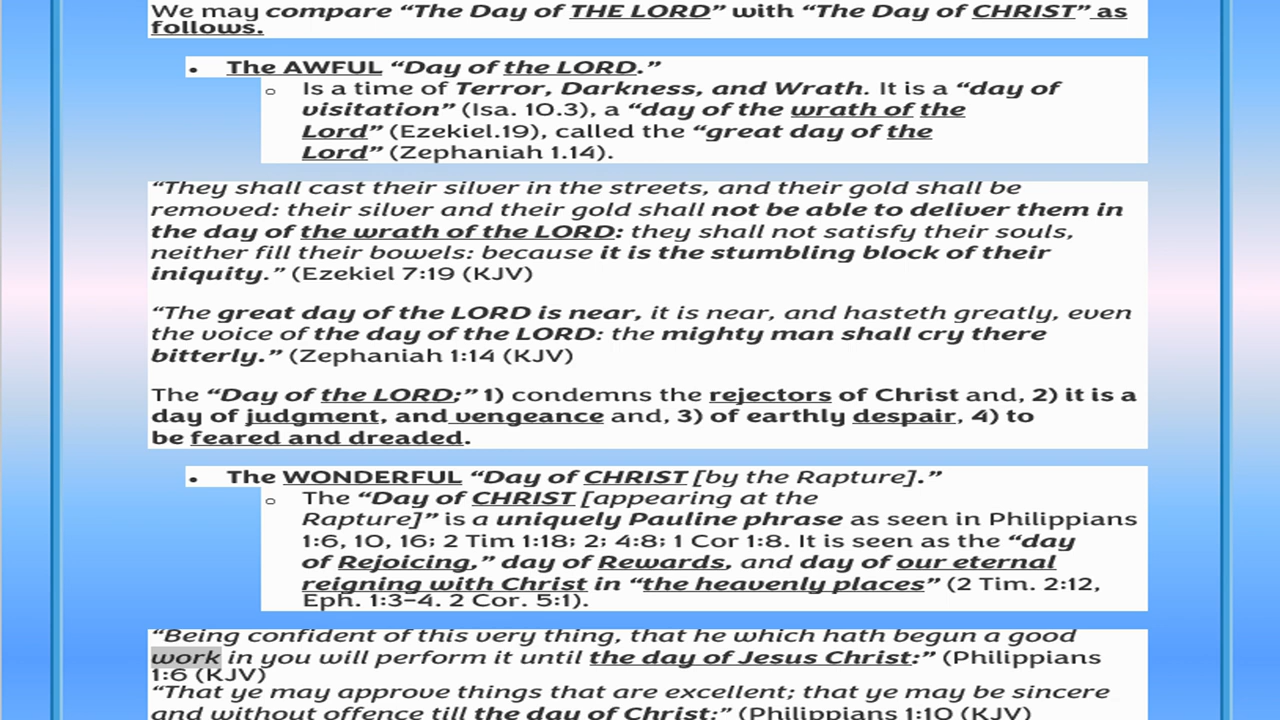 We may compare “The Day of THE LORD” with “The Day of CHRIST” as
follows.
• The AWFUL “Day of the LORD.”
○ Is a time of Terror, Darkness, and Wrath. It is a “day of
visitation” (Isa. 10.3), a “day of the wrath of the
Lord” (Ezekiel.19), called the “great day of the
Lord” (Zephaniah 1.14).
“They shall cast their silver in the streets, and their gold shall be
removed: their silver and their gold shall not be able to deliver them in
the day of the wrath of the LORD: they shall not satisfy their souls,
neither fill their bowels: because it is the stumbling block of their
iniquity.” (Ezekiel 7:19 (KJV)
“The great day of the LORD is near, it is near, and hasteth greatly, even
the voice of the day of the LORD: the mighty man shall cry there
bitterly.” (Zephaniah 1:14 (KJV)
The “Day of the LORD;” 1) condemns the rejectors of Christ and, 2) it is a
day of judgment, and vengeance and, 3) of earthly despair, 4) to
be feared and dreaded.
• The WONDERFUL “Day of CHRIST [by the Rapture].”
○ The “Day of CHRIST [appearing at the
Rapture]” is a uniquely Pauline phrase as seen in Philippians
1:6, 10, 16; 2 Tim 1:18; 2; 4:8; 1 Cor 1:8. It is seen as the “day
of Rejoicing,” day of Rewards, and day of our eternal
reigning with Christ in “the heavenly places” (2 Tim. 2:12,
Eph. 1:3-4. 2 Cor. 5:1).
“Being confident of this very thing, that he which hath begun a good
work in you will perform it until the day of Jesus Christ:” (Philippians
1:6 (KJV)
“That ye may approve things that are excellent; that ye may be sincere
and without offence till the day of Christ;” (Philippians 1:10 (KJV)